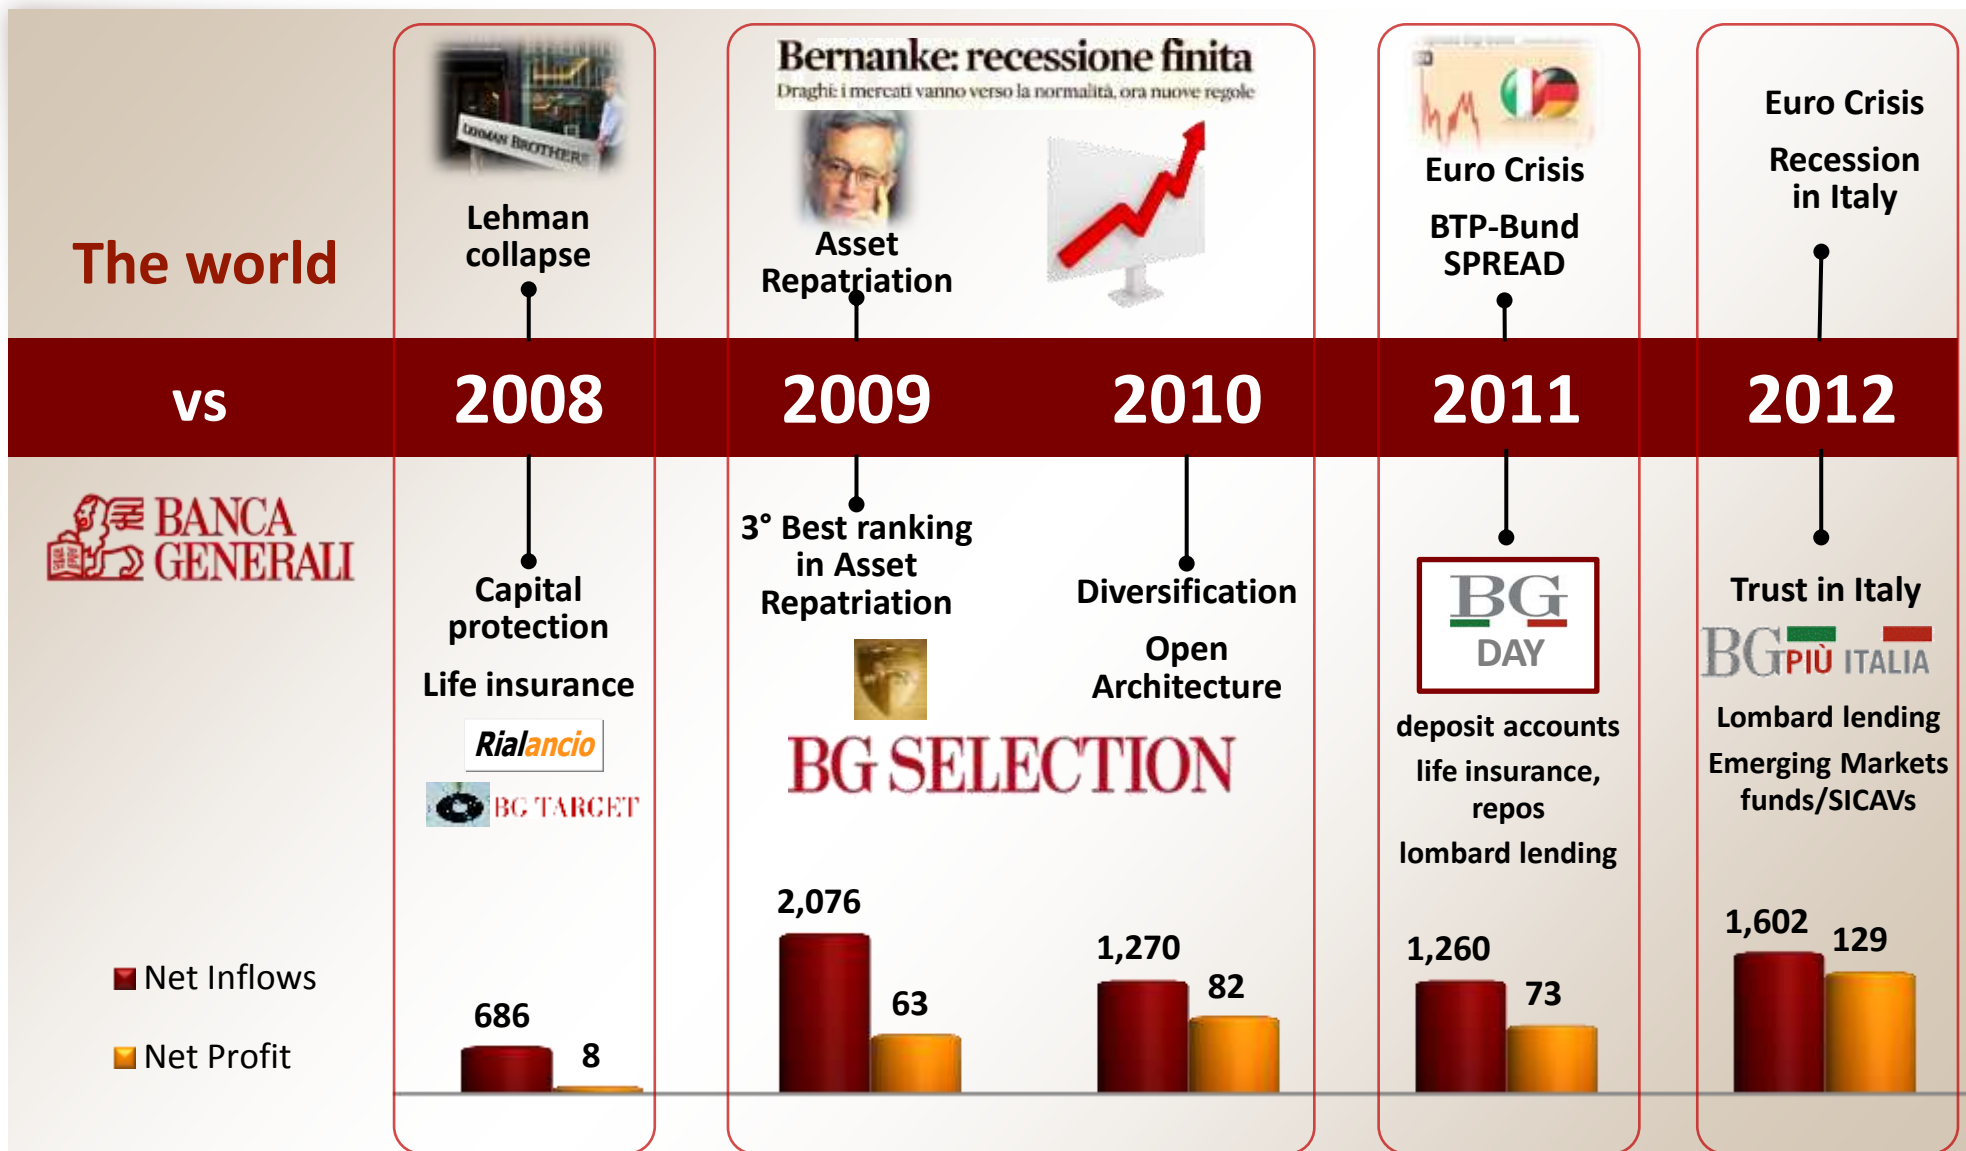 Bernanke: recessione finita
Draghi: i mercati vanno verso la normalità, ora nuove regole
LEHMAN BROTHERS
The world
Lehman
collapse
Asset
Repatriation
Euro Crisis
BTP-Bund
SPREAD
Euro Crisis
Recession
in Italy
vs
2008
2009
2010
2011
2012
BANCA
GENERALI
Capital
protection
Life insurance
Rialancio
BG TARGET
3° Best ranking
in Asset
Repatriation
Diversification
Open
Architecture
BG SELECTION
BG
DAY
deposit accounts
life insurance,
repos
lombard lending
Trust in Italy
BG PIÙ ITALIA
Lombard lending
Emerging Markets
funds/SICAVs
Net Inflows
Net Profit
686
8
2,076
63
1,270
82
1,260
73
1,602
129